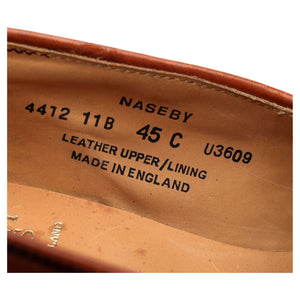 NASEBY
4412 11B 45 C U3609
LEATHER UPPER/LINING
MADE IN ENGLAND